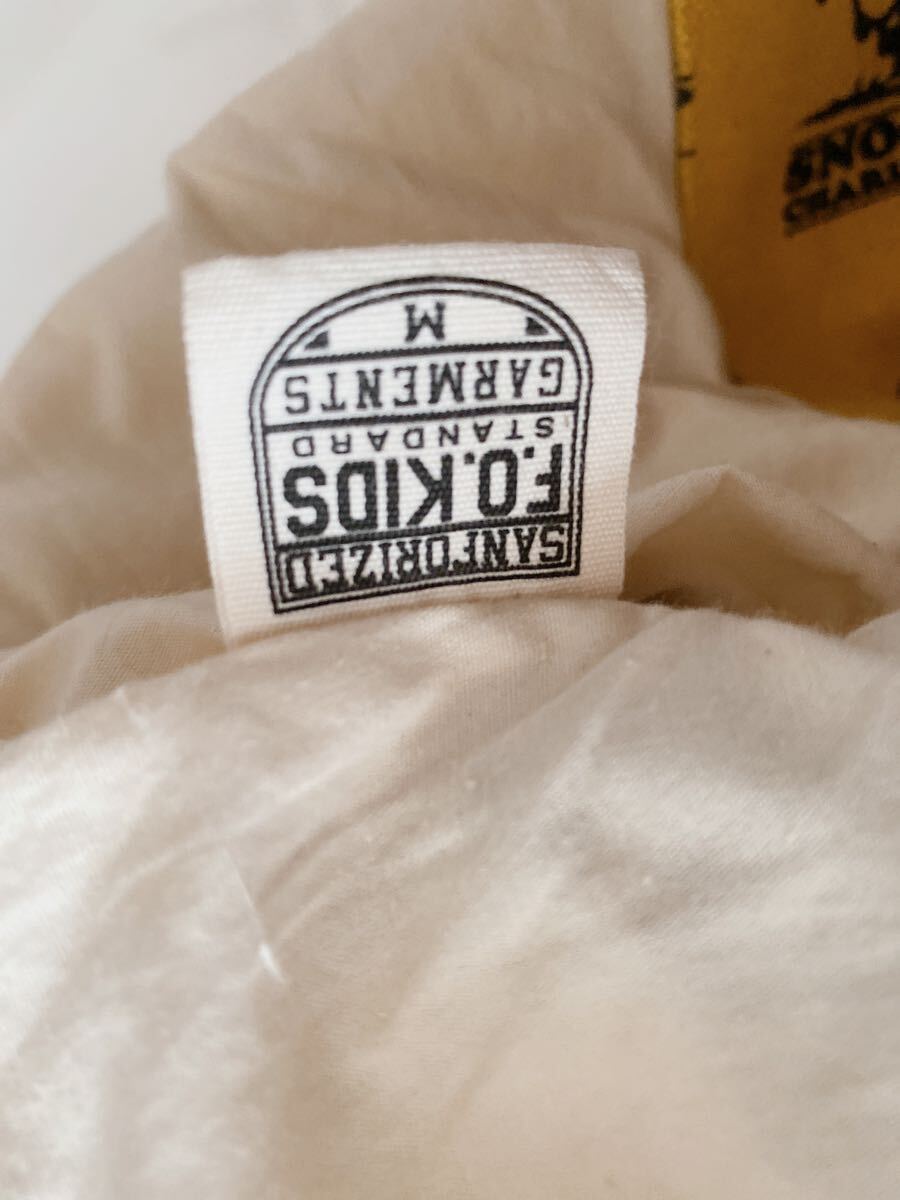 SANFORIZED
F.O.KIDS
STANDARD
GARMENTS
M